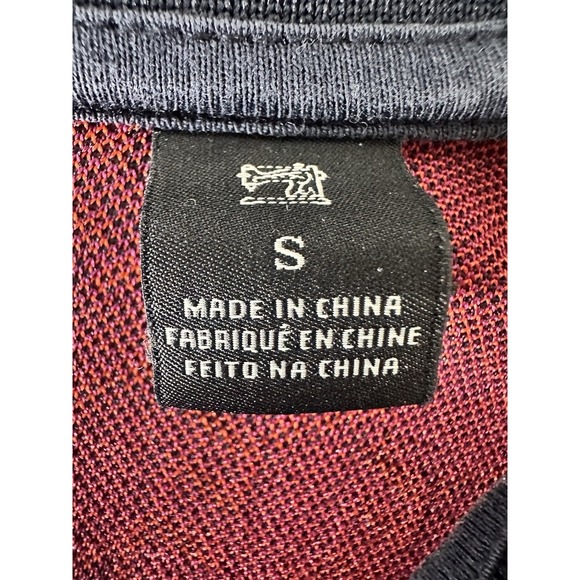 S
MADE IN CHINA
FABRIQUÉ EN CHINE
FEITO NA CHINA